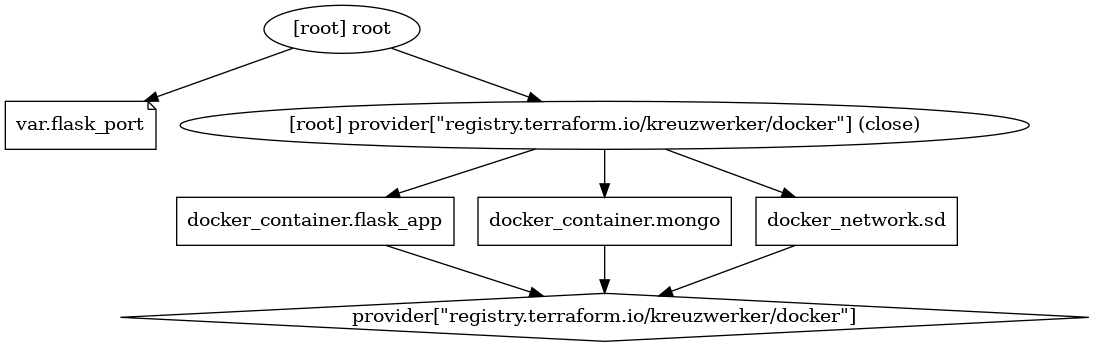 [root] root
var.flask_port
[root] provider[\"registry.terraform.io/kreuzwerker/docker\"] (close)
docker_container.flask_app
docker_container.mongo
docker_network.sd
provider[\"registry.terraform.io/kreuzwerker/docker\"]